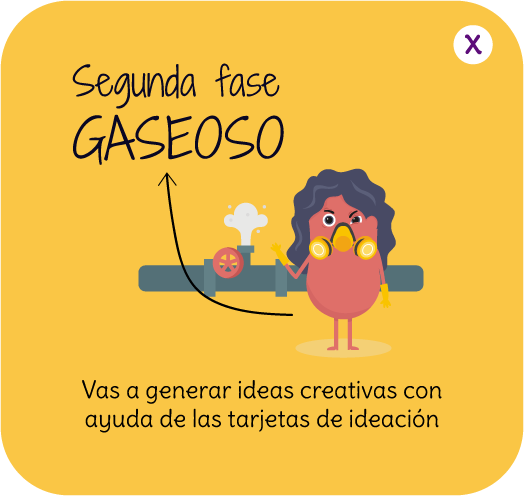 X
Segunda fase
GASEOSO
Vas a generar ideas creativas con
ayuda de las tarjetas de ideación